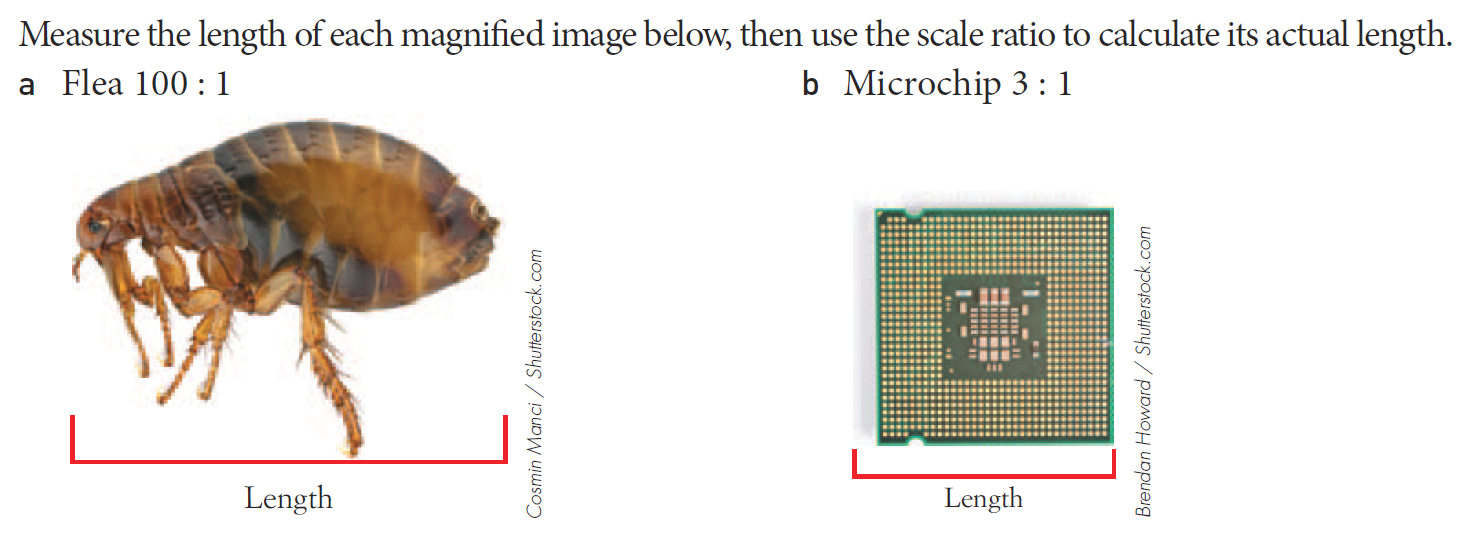 Measure the length of each magnified image below, then use the scale ratio to calculate its actual length.
a Flea 100 : 1
b Microchip 3 : 1
Cosmin Manci / Shutterstock.com
Brendan Howard / Shutterstock.com
Length
Length